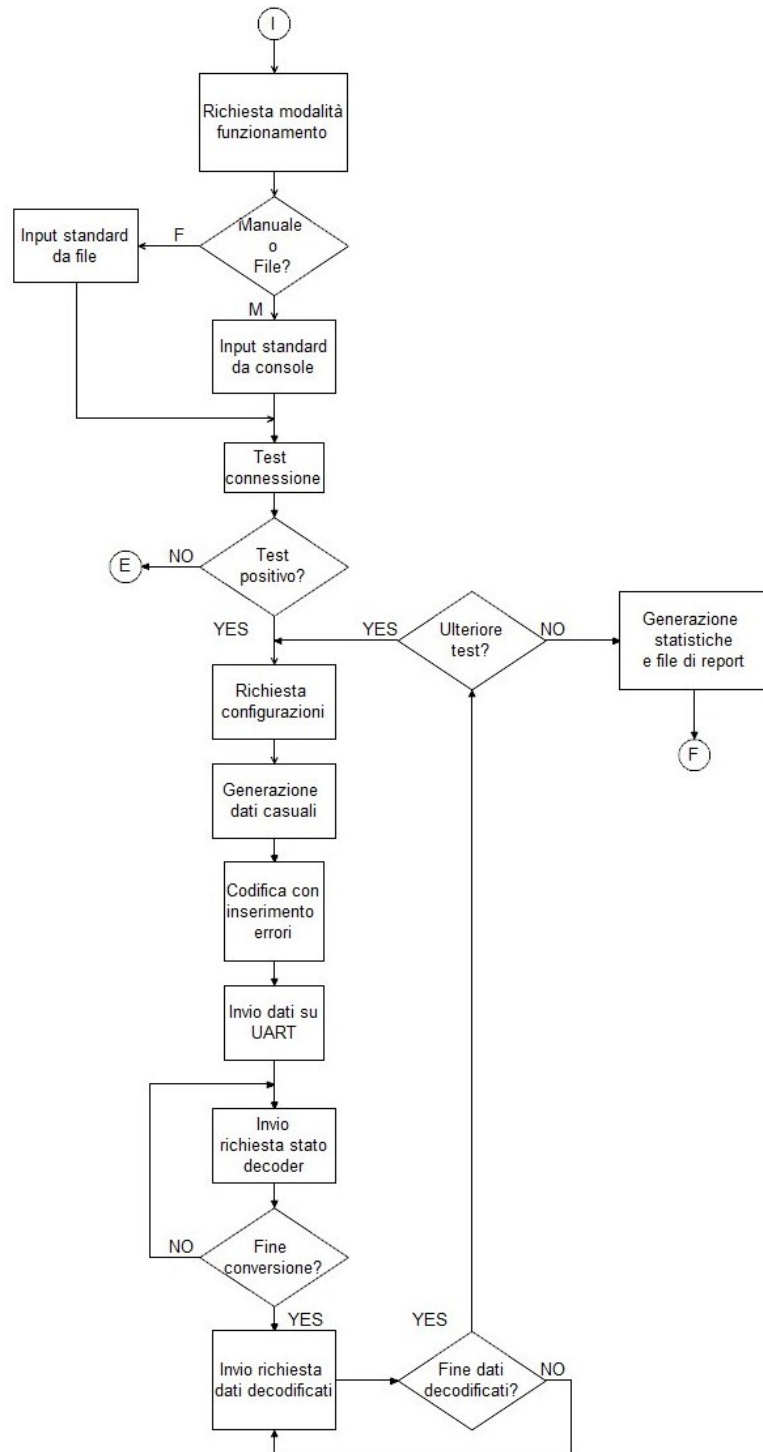 I
Richiesta modalità
funzionamento
Input standard
da file
F
Manuale
o
File?
M
Input standard
da console
Test
connessione
E
NO
Test
positivo?
YES
YES
Ulteriore
test?
NO
Generazione
statistiche
e file di report
F
Richiesta
configurazioni
Generazione
dati casuali
Codifica con
inserimento
errori
Invio dati su
UART
Invio
richiesta stato
decoder
NO
Fine
conversione?
YES
Invio richiesta
dati decodificati
YES
Fine dati
decodificati?
NO